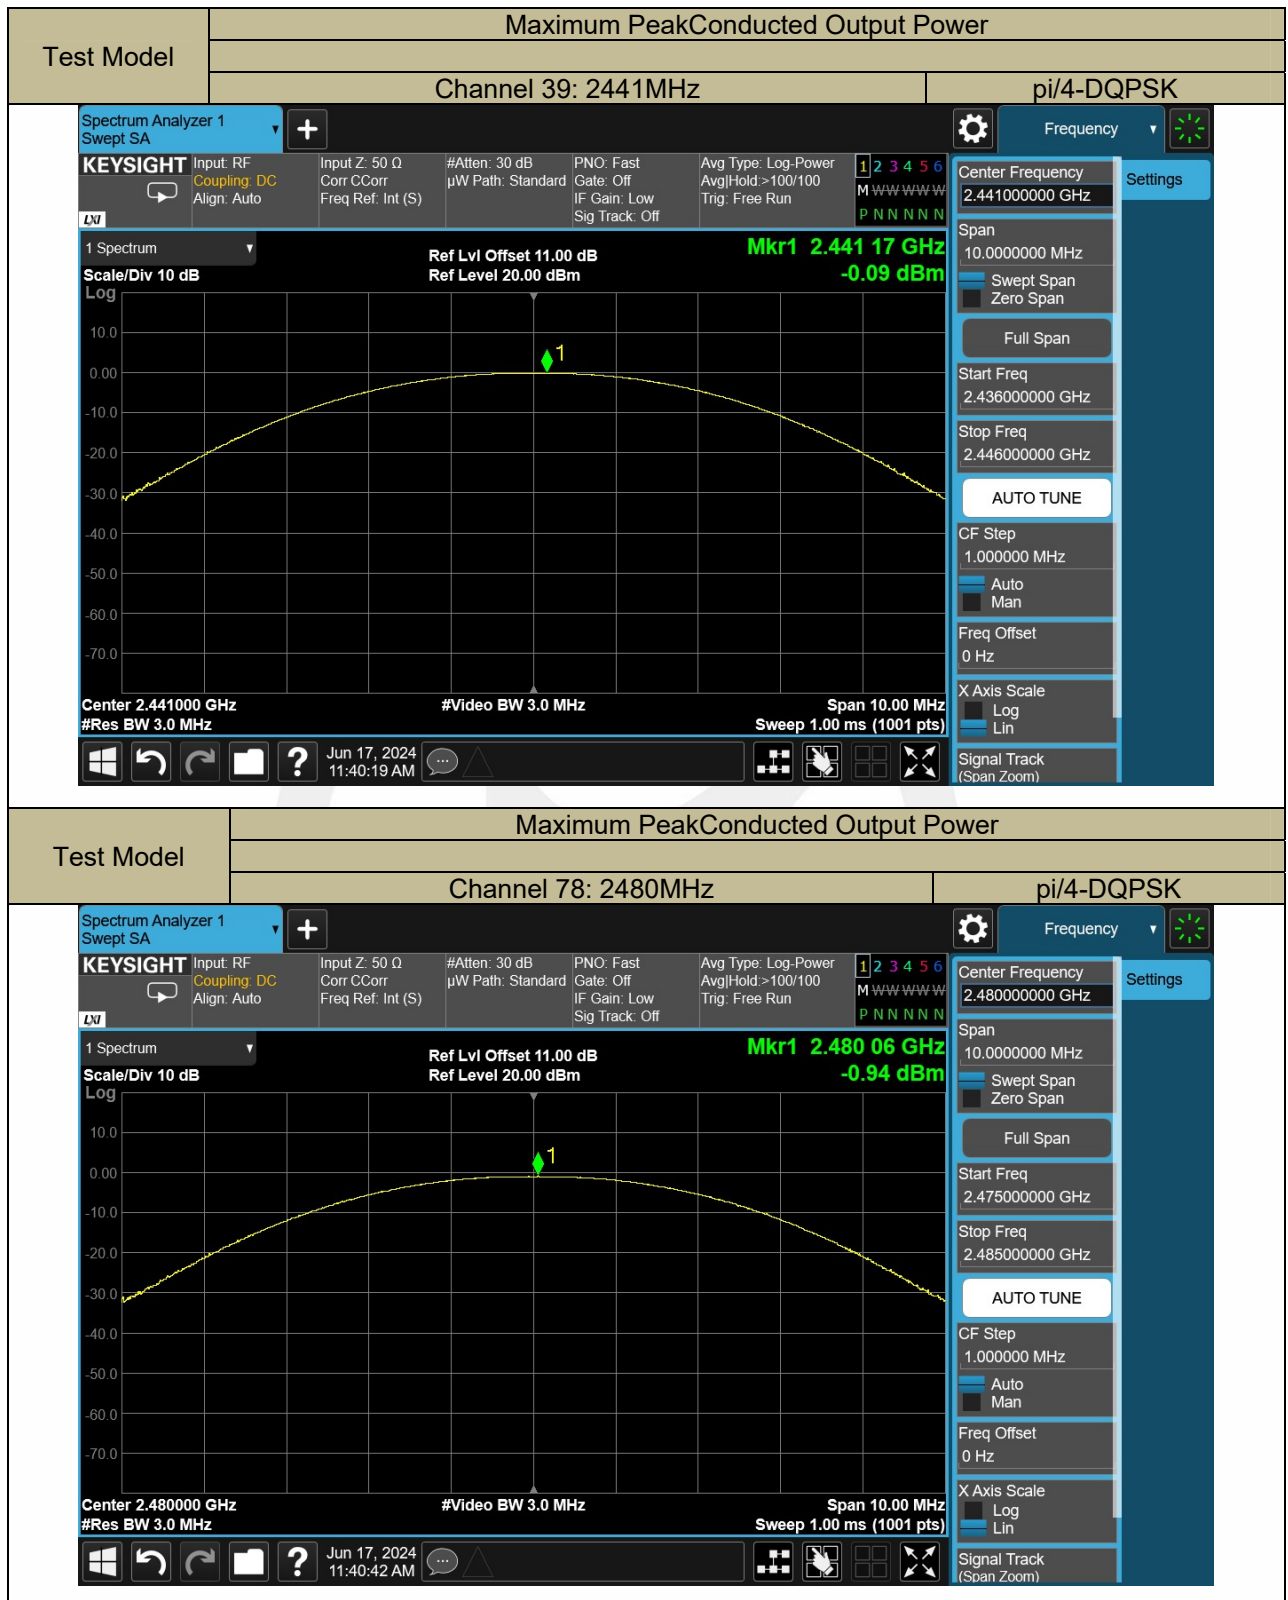 Test Model
Maximum PeakConducted Output Power
Channel 39: 2441MHz
pi/4-DQPSK
Spectrum Analyzer 1
Swept SA
+
Frequency
KEYSIGHT
LXI
Input: RF
Coupling: DC
Align: Auto
Input Z: 50 Ω
Corr CCorr
Freq Ref: Int (S)
#Atten: 30 dB
µW Path: Standard
PNO: Fast
Gate: Off
IF Gain: Low
Sig Track: Off
Avg Type: Log-Power
Avg|Hold:>100/100
Trig: Free Run
1 2 3 4 5 6
M W W W W W
P N N N N N
Center Frequency
2.441000000 GHz
Settings
Span
10.0000000 MHz
Swept Span
Zero Span
Full Span
Start Freq
2.436000000 GHz
Stop Freq
2.446000000 GHz
AUTO TUNE
CF Step
1.000000 MHz
Auto
Man
Freq Offset
0 Hz
X Axis Scale
Log
Lin
Signal Track
(Span Zoom)
1 Spectrum
Scale/Div 10 dB
Log
Ref Lvl Offset 11.00 dB
Ref Level 20.00 dBm
Mkr1 2.441 17 GHz
-0.09 dBm
1
10.0
0.00
-10.0
-20.0
-30.0
-40.0
-50.0
-60.0
-70.0
Center 2.441000 GHz
#Res BW 3.0 MHz
#Video BW 3.0 MHz
Span 10.00 MHz
Sweep 1.00 ms (1001 pts)
?
Jun 17, 2024
11:40:19 AM
Test Model
Maximum PeakConducted Output Power
Channel 78: 2480MHz
pi/4-DQPSK
Spectrum Analyzer 1
Swept SA
+
Frequency
KEYSIGHT
LXI
Input: RF
Coupling: DC
Align: Auto
Input Z: 50 Ω
Corr CCorr
Freq Ref: Int (S)
#Atten: 30 dB
µW Path: Standard
PNO: Fast
Gate: Off
IF Gain: Low
Sig Track: Off
Avg Type: Log-Power
Avg|Hold:>100/100
Trig: Free Run
1 2 3 4 5 6
M W W W W W
P N N N N N
Center Frequency
2.480000000 GHz
Settings
Span
10.0000000 MHz
Swept Span
Zero Span
Full Span
Start Freq
2.475000000 GHz
Stop Freq
2.485000000 GHz
AUTO TUNE
CF Step
1.000000 MHz
Auto
Man
Freq Offset
0 Hz
X Axis Scale
Log
Lin
Signal Track
(Span Zoom)
1 Spectrum
Scale/Div 10 dB
Log
Ref Lvl Offset 11.00 dB
Ref Level 20.00 dBm
Mkr1 2.480 06 GHz
-0.94 dBm
1
10.0
0.00
-10.0
-20.0
-30.0
-40.0
-50.0
-60.0
-70.0
Center 2.480000 GHz
#Res BW 3.0 MHz
#Video BW 3.0 MHz
Span 10.00 MHz
Sweep 1.00 ms (1001 pts)
?
Jun 17, 2024
11:40:42 AM